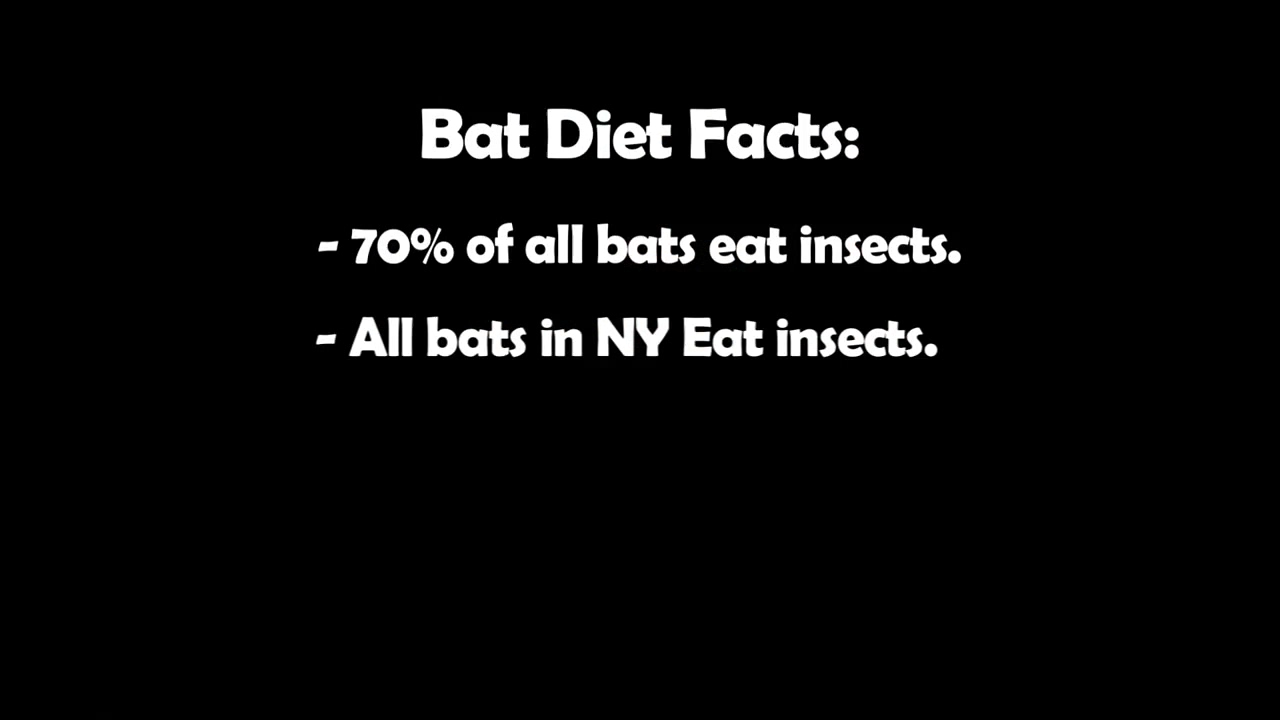 Bat Diet Facts:
- 70% of all bats eat insects.
- All bats in NY Eat insects.